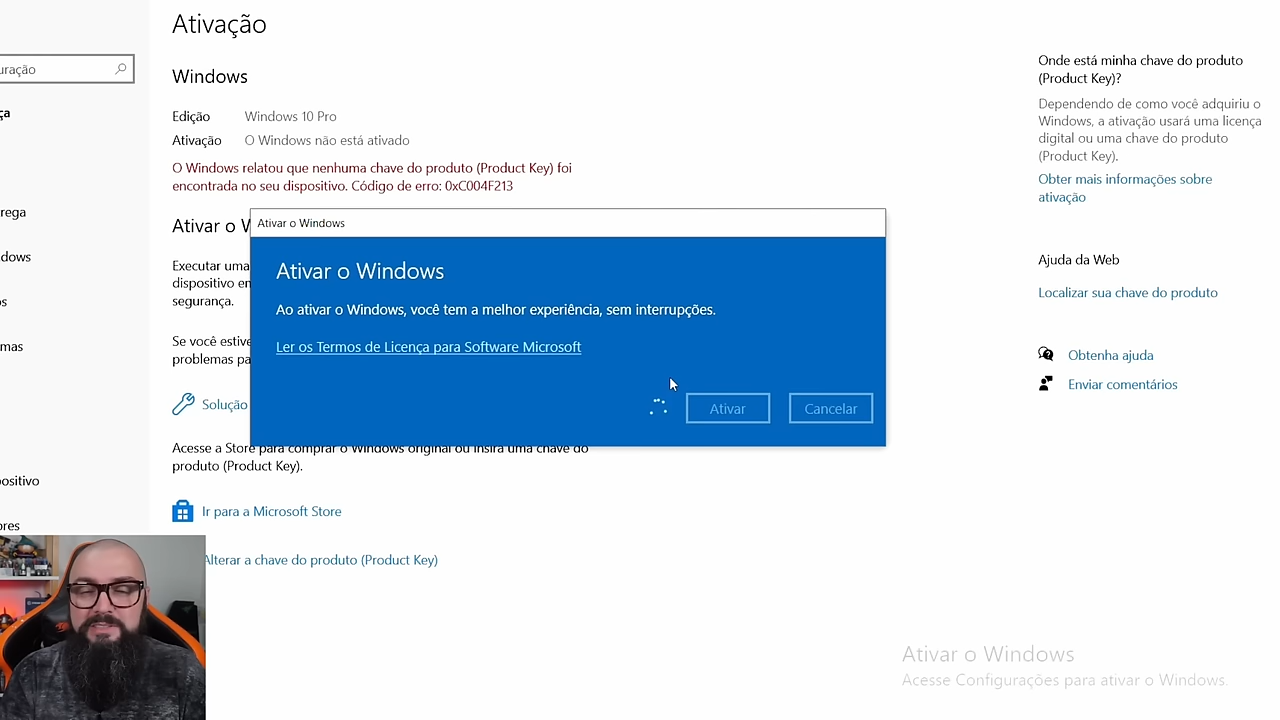 Ativação
uração
ça
rega
dows
s
mas
ositivo
ores
Windows
Edição Windows 10 Pro
Ativação O Windows não está ativado
O Windows relatou que nenhuma chave do produto (Product Key) foi
encontrada no seu dispositivo. Código de erro: 0xC004F213
Ativar o W
Executar uma
dispositivo en
segurança.
Se você estive
problemas pa
Solução
Ativar o Windows
Ativar o Windows
Ao ativar o Windows, você tem a melhor experiência, sem interrupções.
Ler os Termos de Licença para Software Microsoft
Ativar Cancelar
Acesse a Store para comprar o Windows original ou insira uma chave do
produto (Product Key).
Ir para a Microsoft Store
Alterar a chave do produto (Product Key)
Onde está minha chave do produto
(Product Key)?
Dependendo de como você adquiriu o
Windows, a ativação usará uma licença
digital ou uma chave do produto
(Product Key).
Obter mais informações sobre
ativação
Ajuda da Web
Localizar sua chave do produto
Obtenha ajuda
Enviar comentários
Ativar o Windows
Acesse Configurações para ativar o Windows.